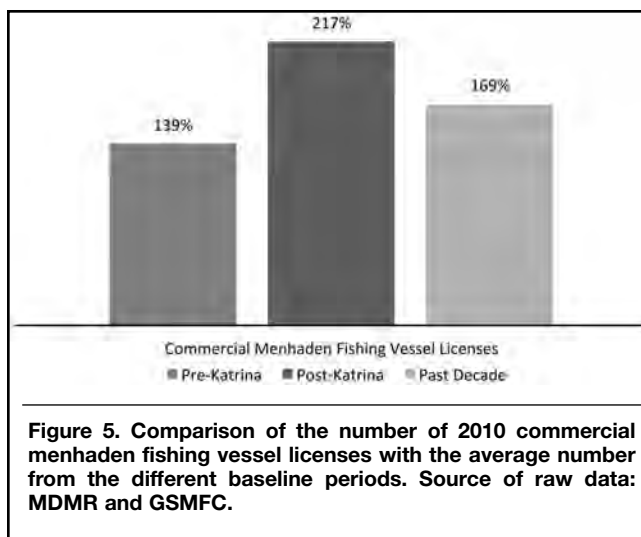 217%
169%
139%
Commercial Menhaden Fishing Vessel Licenses
Pre-Katrina Post-Katrina Past Decade
Figure 5. Comparison of the number of 2010 commercial
menhaden fishing vessel licenses with the average number
from the different baseline periods. Source of raw data:
MDMR and GSMFC.